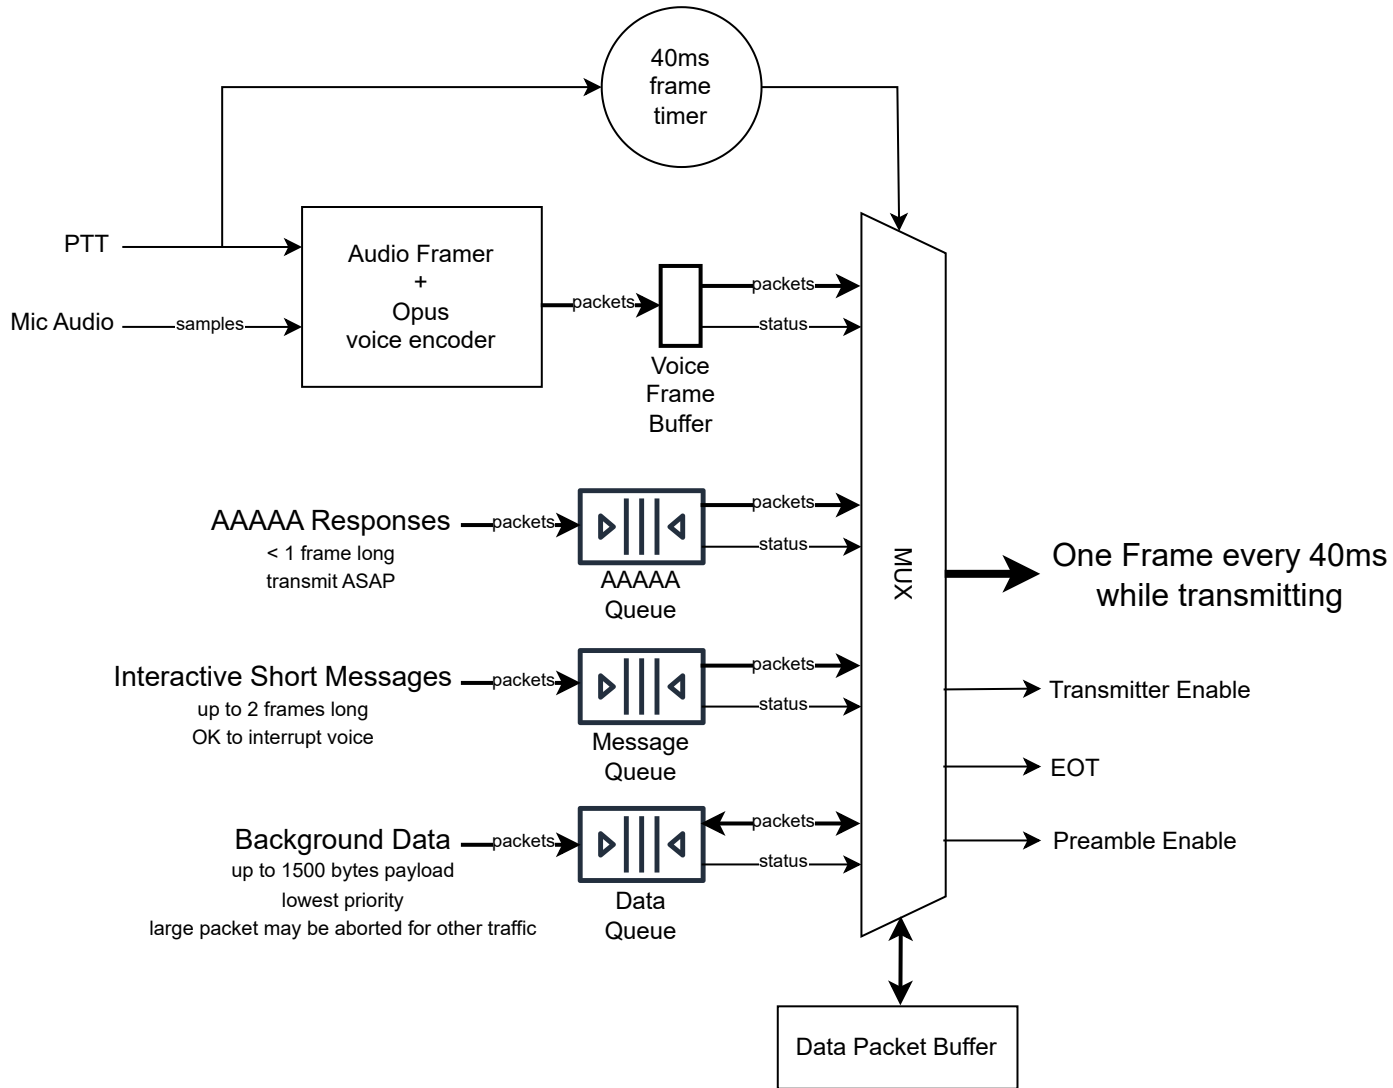 40ms
frame
timer
PTT
Mic Audio
samples
Audio Framer
+
Opus
voice encoder
packets
Voice
Frame
Buffer
packets
status
AAAAA Responses
< 1 frame long
transmit ASAP
packets
AAAAA
Queue
packets
status
Interactive Short Messages
up to 2 frames long
OK to interrupt voice
packets
Message
Queue
packets
status
Background Data
up to 1500 bytes payload
lowest priority
large packet may be aborted for other traffic
packets
Data
Queue
packets
status
MUX
One Frame every 40ms
while transmitting
Transmitter Enable
EOT
Preamble Enable
Data Packet Buffer